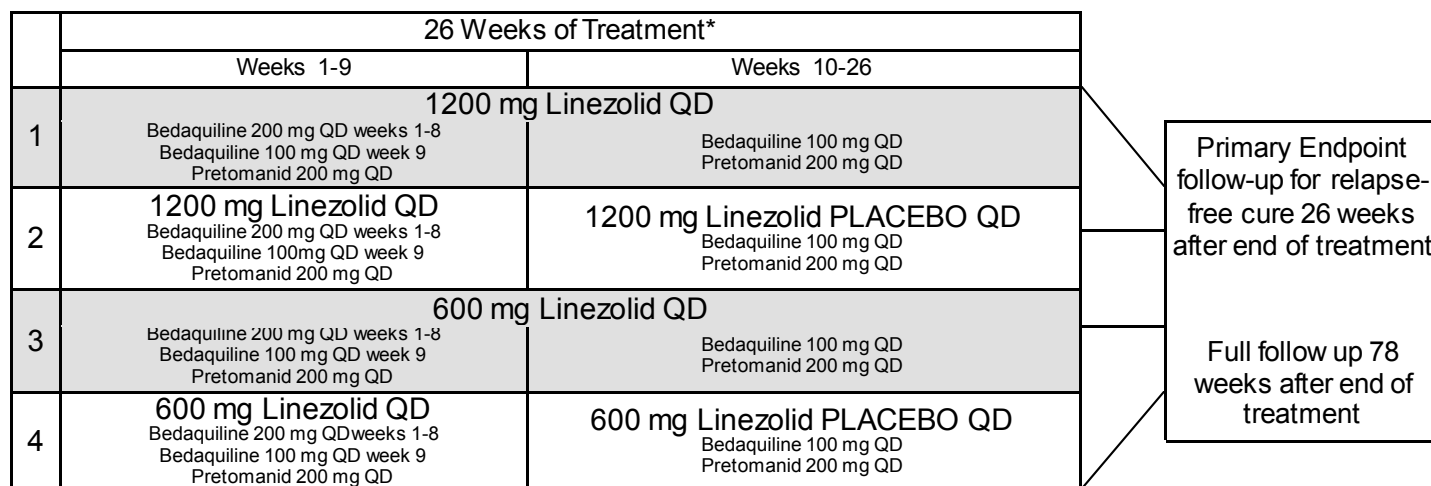 26 Weeks of Treatment*
Weeks 1-9
Weeks 10-26
1
1200 mg Linezolid QD
Bedaquiline 200 mg QD weeks 1-8
Bedaquiline 100 mg QD week 9
Pretomanid 200 mg QD
Bedaquiline 100 mg QD
Pretomanid 200 mg QD
2
1200 mg Linezolid QD
Bedaquiline 200 mg QD weeks 1-8
Bedaquiline 100mg QD week 9
Pretomanid 200 mg QD
1200 mg Linezolid PLACEBO QD
Bedaquiline 100 mg QD
Pretomanid 200 mg QD
3
600 mg Linezolid QD
Bedaquiline 200 mg QD weeks 1-8
Bedaquiline 100 mg QD week 9
Pretomanid 200 mg QD
Bedaquiline 100 mg QD
Pretomanid 200 mg QD
4
600 mg Linezolid QD
Bedaquiline 200 mg QDweeks 1-8
Bedaquiline 100 mg QD week 9
Pretomanid 200 mg QD
600 mg Linezolid PLACEBO QD
Bedaquiline 100 mg QD
Pretomanid 200 mg QD
Primary Endpoint
follow-up for relapse-
free cure 26 weeks
after end of treatment
Full follow up 78
weeks after end of
treatment